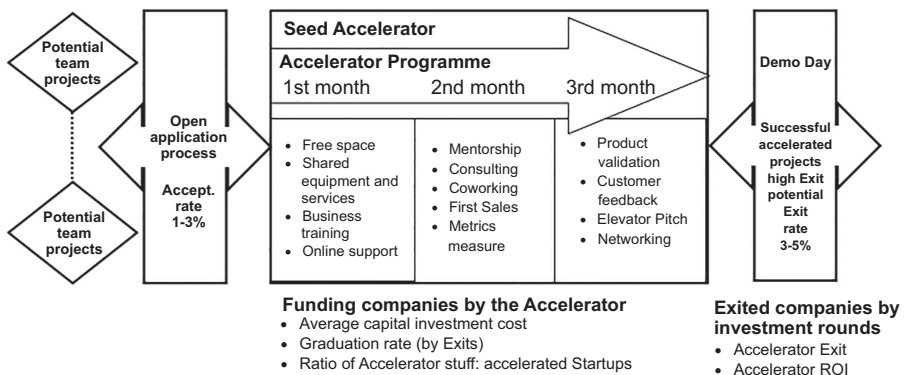 Potential
team
projects
Potential
team
projects
Open
application
process
Accept.
rate
1-3%
Seed Accelerator
Accelerator Programme
1st month
2nd month
3rd month
• Free space
• Shared
equipment and
services
• Business
training
• Online support
• Mentorship
• Consulting
• Coworking
• First Sales
• Metrics
measure
• Product
validation
• Customer
feedback
• Elevator Pitch
• Networking
Demo Day
Successful
accelerated
projects
high Exit
potential
Exit
rate
3-5%
Funding companies by the Accelerator
• Average capital investment cost
• Graduation rate (by Exits)
• Ratio of Accelerator stuff: accelerated Startups
Exited companies by
investment rounds
• Accelerator Exit
• Accelerator ROI